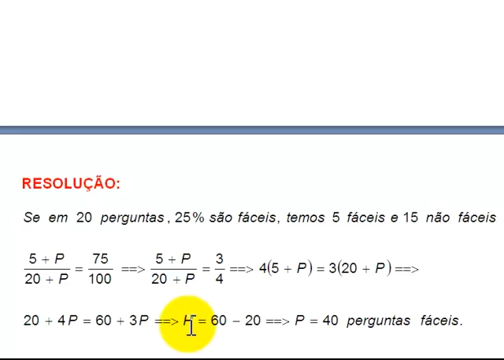 RESOLUÇÃO:
Se em 20 perguntas, 25% são fáceis, temos 5 fáceis e 15 não fáceis
(5 + P)/(20 + P) = 75/100 ==> (5 + P)/(20 + P) = 3/4 ==> 4(5 + P) = 3(20 + P) ==>
20 + 4P = 60 + 3P ==> P = 60 − 20 ==> P = 40 perguntas fáceis.